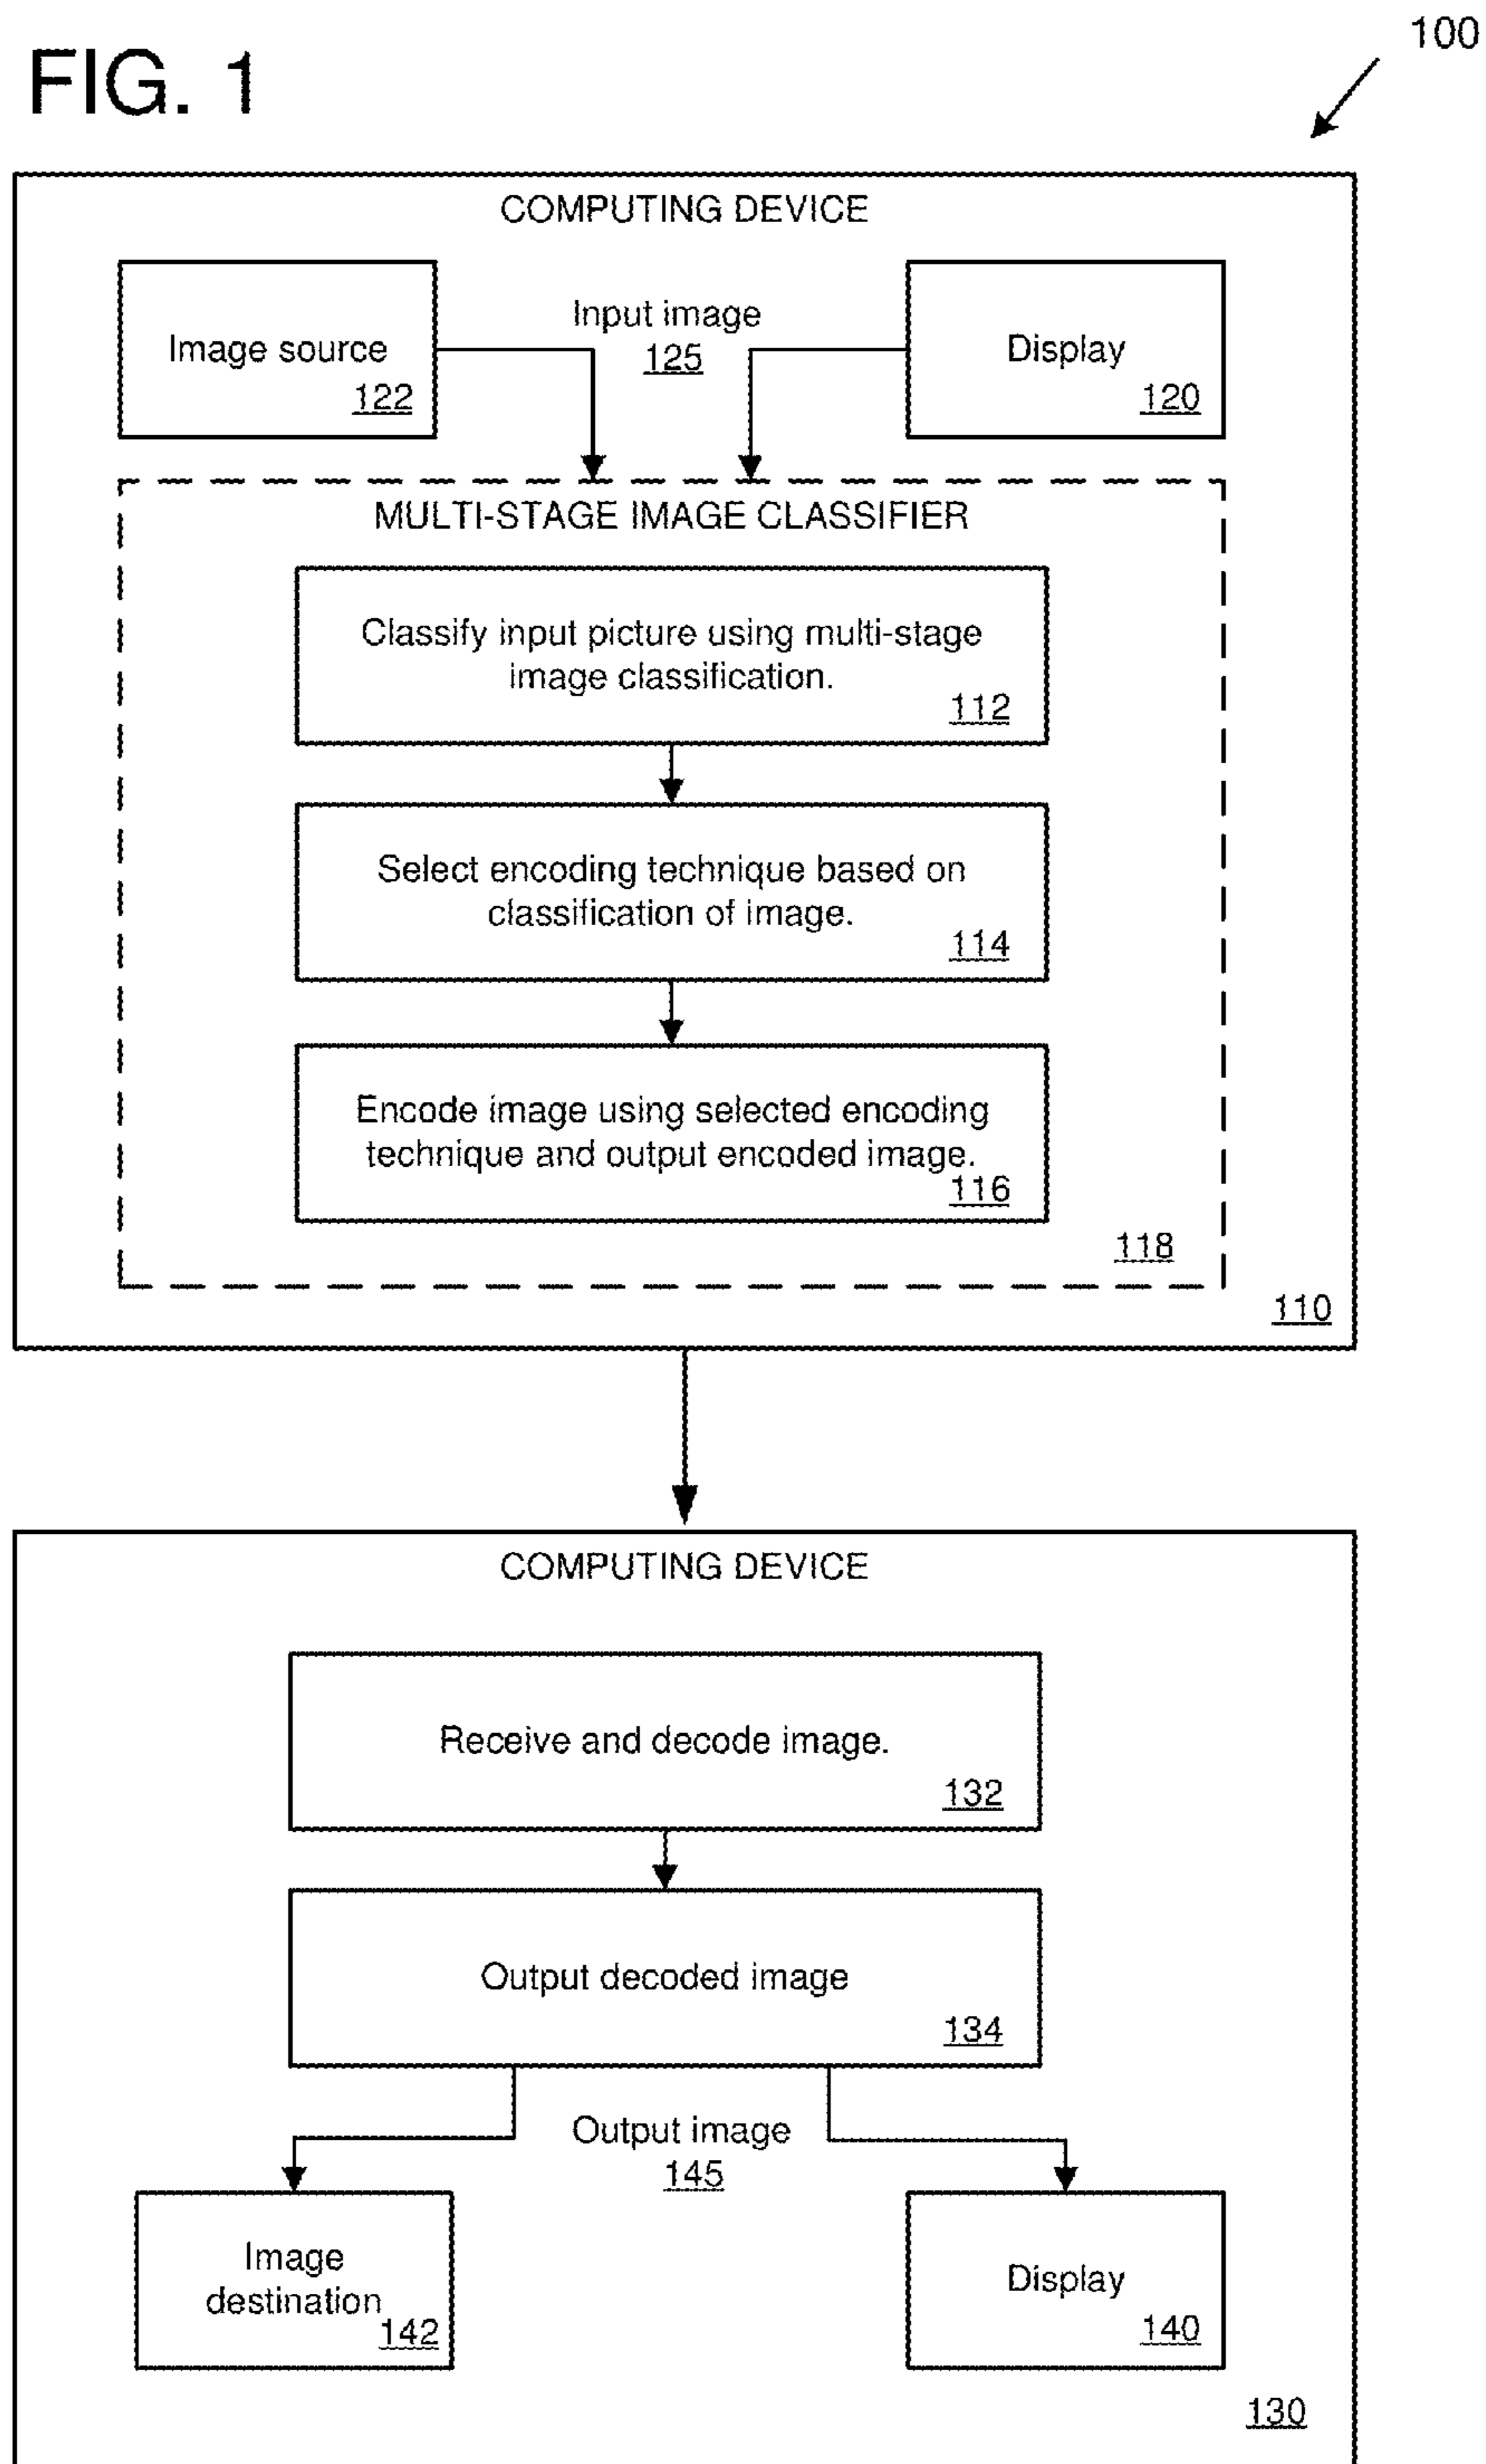 FIG. 1
100
COMPUTING DEVICE
Image source
122
Input image
125
Display
120
MULTI-STAGE IMAGE CLASSIFIER
Classify input picture using multi-stage
image classification.
112
Select encoding technique based on
classification of image.
114
Encode image using selected encoding
technique and output encoded image.
116
118
110
COMPUTING DEVICE
Receive and decode image.
132
Output decoded image
134
Output image
145
Image
destination
142
Display
140
130